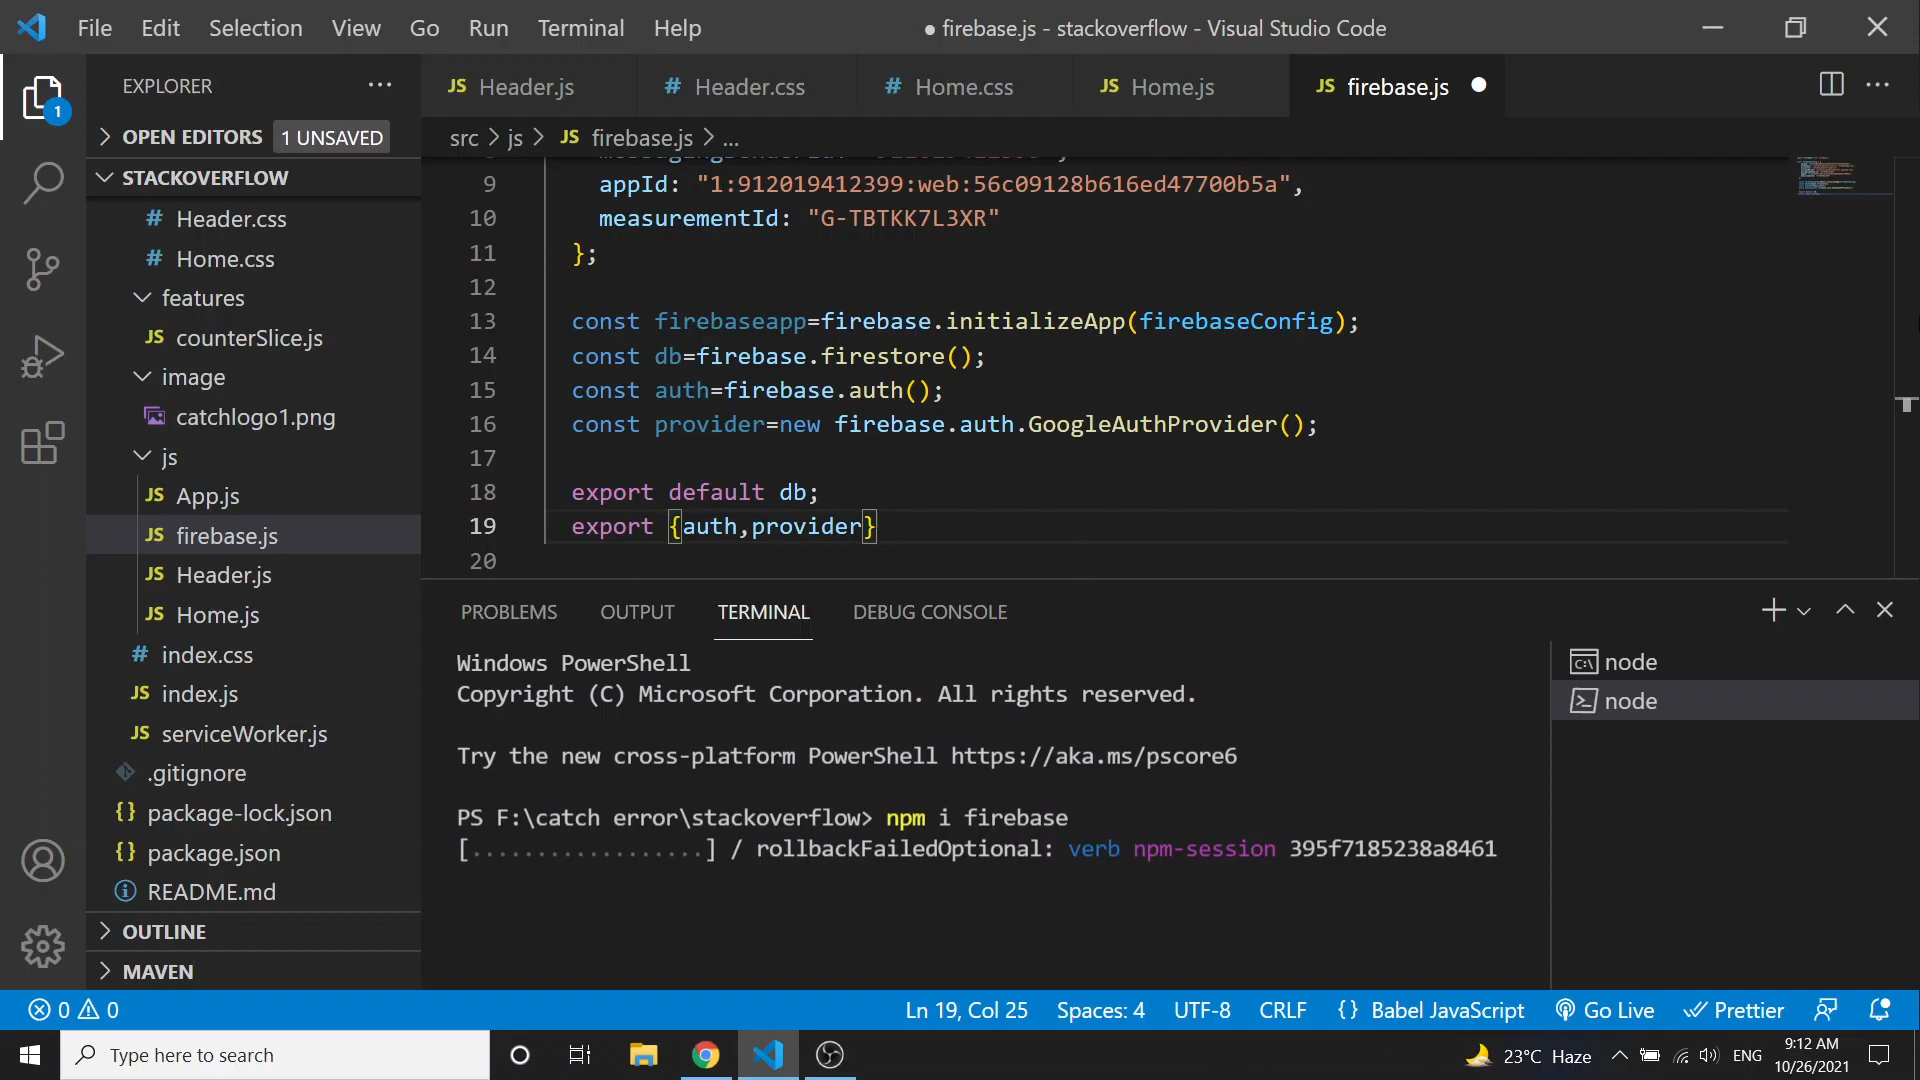 File Edit Selection View Go Run Terminal Help
● firebase.js - stackoverflow - Visual Studio Code
EXPLORER
OPEN EDITORS 1 UNSAVED
STACKOVERFLOW
# Header.css
# Home.css
features
JS counterSlice.js
image
catchlogo1.png
js
JS App.js
JS firebase.js
JS Header.js
JS Home.js
# index.css
JS index.js
JS serviceWorker.js
.gitignore
{} package-lock.json
{} package.json
README.md
OUTLINE
MAVEN
1
JS Header.js # Header.css # Home.css JS Home.js JS firebase.js ●
src > js > JS firebase.js > ...
9 appId: "1:912019412399:web:56c09128b616ed47700b5a",
10 measurementId: "G-TBTKK7L3XR"
11 };
12
13 const firebaseapp=firebase.initializeApp(firebaseConfig);
14 const db=firebase.firestore();
15 const auth=firebase.auth();
16 const provider=new firebase.auth.GoogleAuthProvider();
17
18 export default db;
19 export {auth,provider}
20
PROBLEMS OUTPUT TERMINAL DEBUG CONSOLE
Windows PowerShell
Copyright (C) Microsoft Corporation. All rights reserved.
Try the new cross-platform PowerShell https://aka.ms/pscore6
PS F:\catch error\stackoverflow> npm i firebase
[..................] / rollbackFailedOptional: verb npm-session 395f7185238a8461
node
node
0 0
Ln 19, Col 25 Spaces: 4 UTF-8 CRLF {} Babel JavaScript Go Live Prettier
Type here to search
23°C Haze
ENG
9:12 AM
10/26/2021